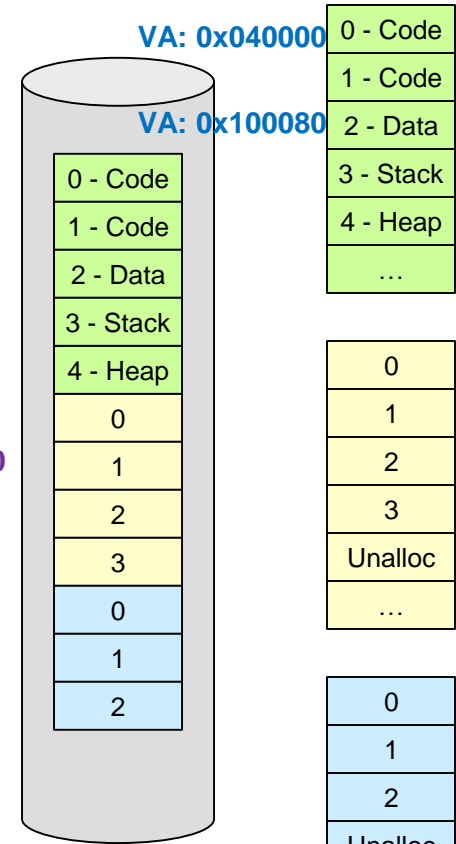 VA: 0x040000
VA: 0x100080
0 - Code
1 - Code
2 - Data
3 - Stack
4 - Heap
0
1
2
3
0
1
2
0
0 - Code
1 - Code
2 - Data
3 - Stack
4 - Heap
…
0
1
2
3
Unalloc
…
0
1
2
Unalloc